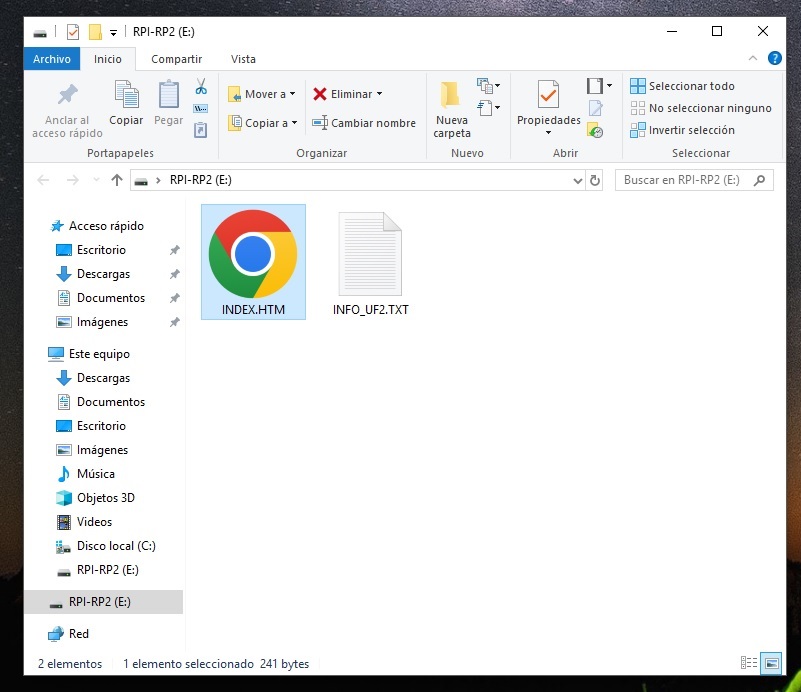 RPI-RP2 (E:)
Archivo Inicio Compartir Vista
Anclar al acceso rápido
Copiar
Pegar
Portapapeles
Mover a
Copiar a
Eliminar
Cambiar nombre
Organizar
Nueva carpeta
Nuevo
Propiedades
Abrir
Seleccionar todo
No seleccionar ninguno
Invertir selección
Seleccionar
RPI-RP2 (E:)
Buscar en RPI-RP2 (E:)
Acceso rápido
Escritorio
Descargas
Documentos
Imágenes
Este equipo
Descargas
Documentos
Escritorio
Imágenes
Música
Objetos 3D
Videos
Disco local (C:)
RPI-RP2 (E:)
RPI-RP2 (E:)
Red
INDEX.HTM
INFO_UF2.TXT
2 elementos 1 elemento seleccionado 241 bytes